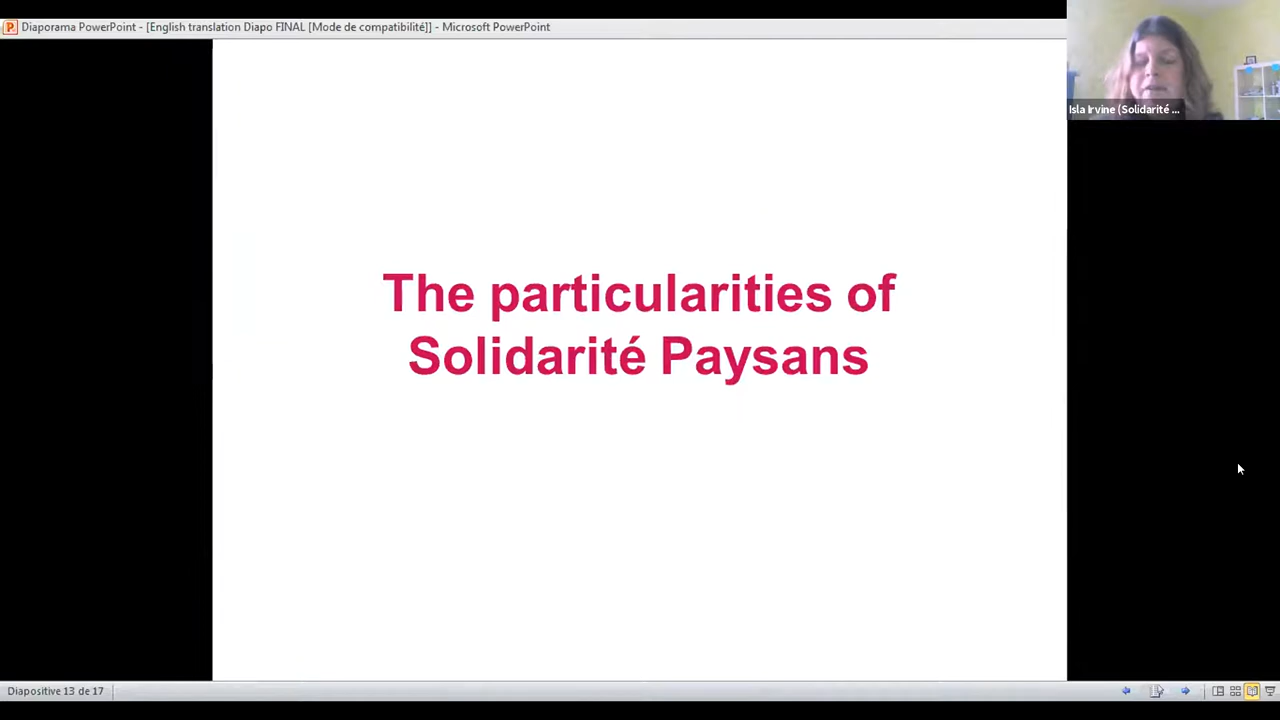 Diaporama PowerPoint - [English translation Diapo FINAL [Mode de compatibilité]] - Microsoft PowerPoint
Isla Irvine (Solidarité ...
The particularities of
Solidarité Paysans
Diapositive 13 de 17